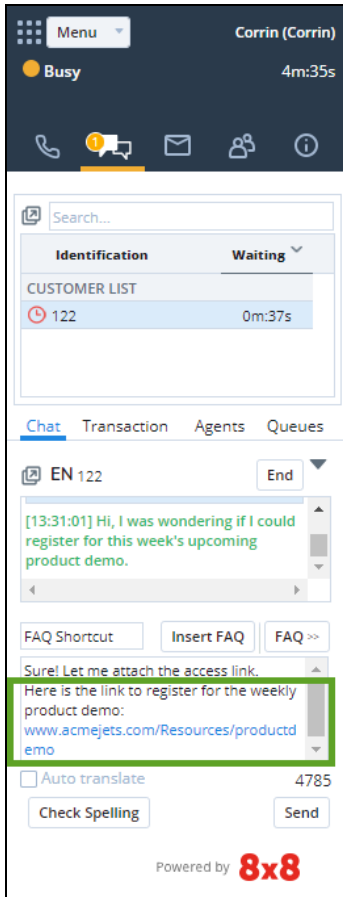 Menu Corrin (Corrin)
Busy 4m:35s
1
Search...
Identification Waiting
CUSTOMER LIST
122 0m:37s
Chat Transaction Agents Queues
EN 122 End
[13:31:01] Hi, I was wondering if I could
register for this week's upcoming
product demo.
FAQ Shortcut Insert FAQ FAQ >>
Sure! Let me attach the access link.
Here is the link to register for the weekly
product demo:
www.acmejets.com/Resources/productd
emo
Auto translate 4785
Check Spelling Send
Powered by 8x8